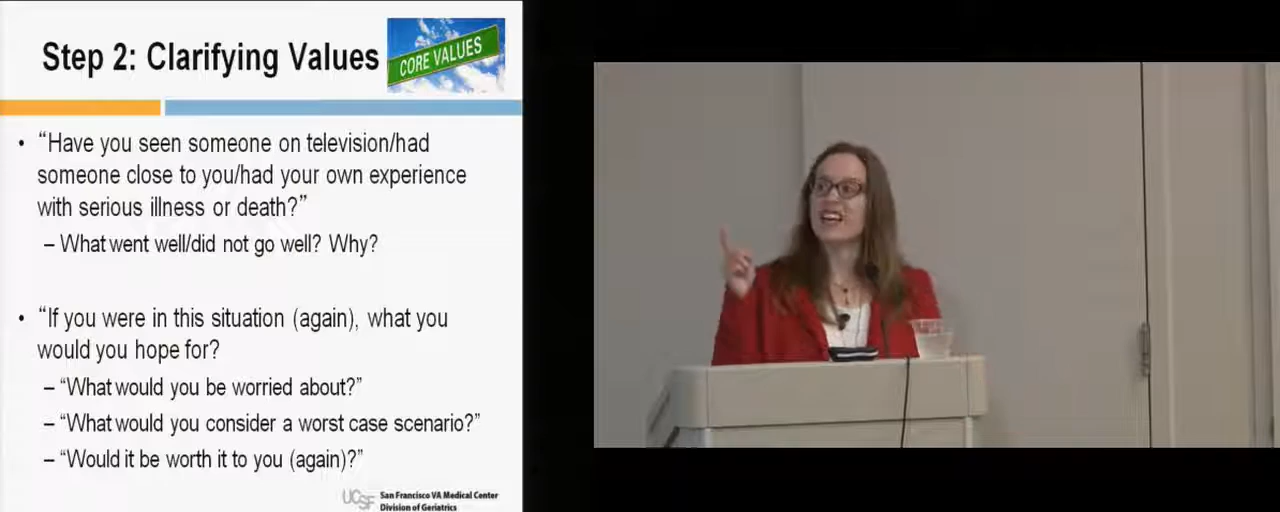 Step 2: Clarifying Values
CORE VALUES
• “Have you seen someone on television/had
someone close to you/had your own experience
with serious illness or death?”
– What went well/did not go well? Why?
• “If you were in this situation (again), what you
would you hope for?
– “What would you be worried about?”
– “What would you consider a worst case scenario?”
– “Would it be worth it to you (again)?”
UCSF
San Francisco VA Medical Center
Division of Geriatrics